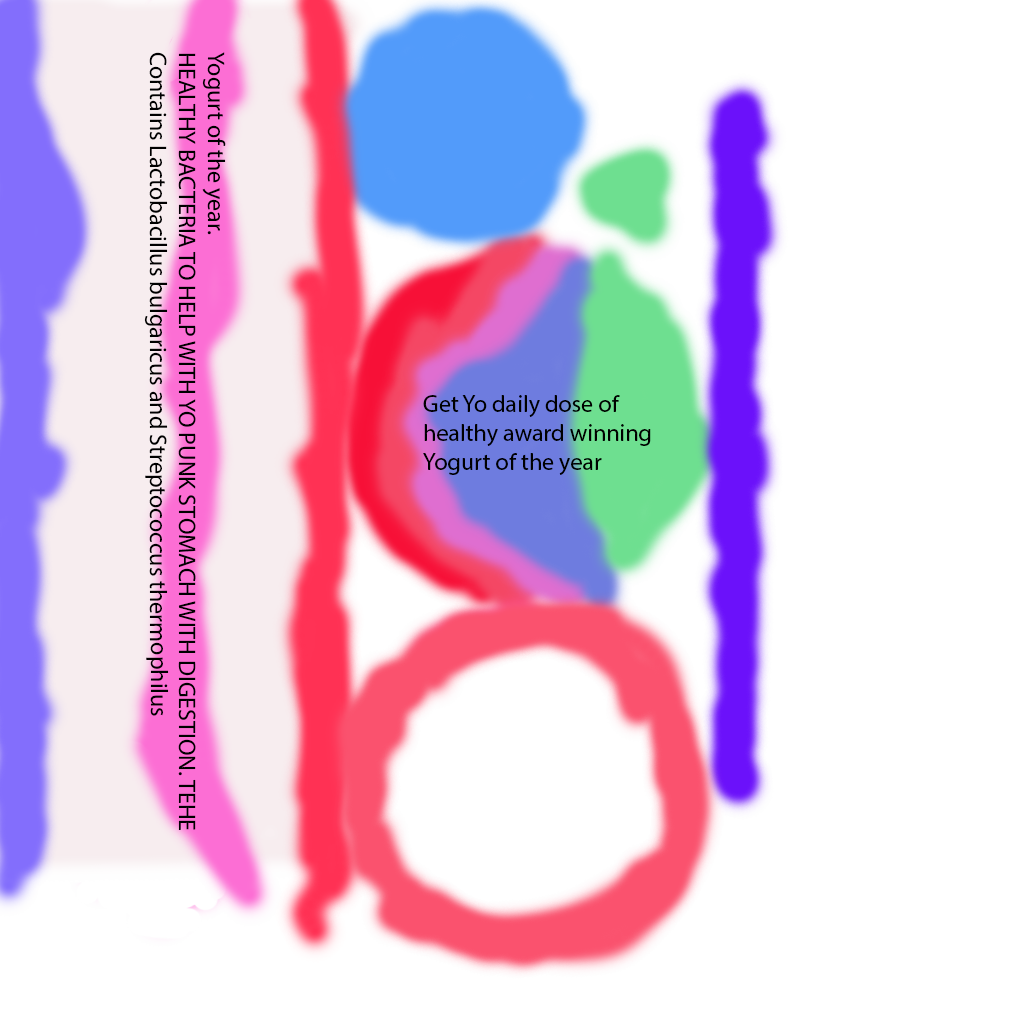 Yogurt of the year.
HEALTHY BACTERIA TO HELP WITH YO PUNK STOMACH WITH DIGESTION. TEHE
Contains Lactobacillus bulgaricus and Streptococcus thermophilus
Get Yo daily dose of
healthy award winning
Yogurt of the year